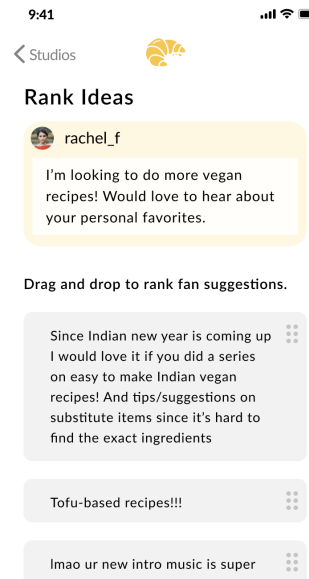 9:41
Studios
Rank Ideas
rachel_f
I'm looking to do more vegan
recipes! Would love to hear about
your personal favorites.
Drag and drop to rank fan suggestions.
Since Indian new year is coming up
I would love it if you did a series
on easy to make Indian vegan
recipes! And tips/suggestions on
substitute items since it's hard to
find the exact ingredients
Tofu-based recipes!!!
lmao ur new intro music is super